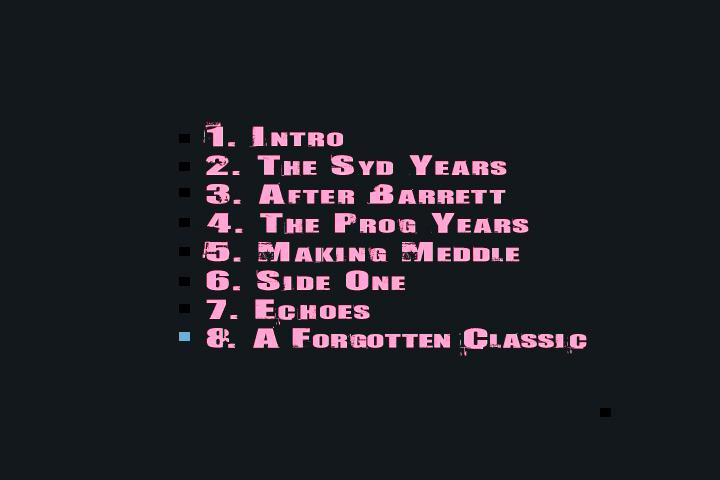 1. Intro
2. The Syd Years
3. After Barrett
4. The Prog Years
5. Making Meddle
6. Side One
7. Echoes
8. A Forgotten Classic